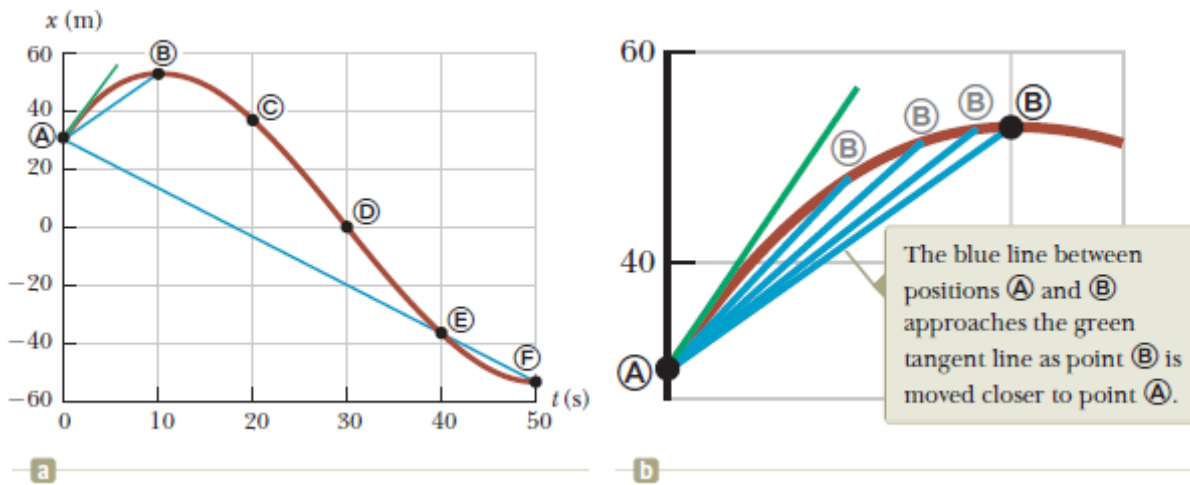 x (m)
60
40
20
0
−20
−40
−60
0
10
20
30
40
50
t (s)
Ⓐ
Ⓑ
Ⓒ
Ⓓ
Ⓔ
Ⓕ
a
60
40
Ⓐ
Ⓑ
Ⓑ
Ⓑ
Ⓑ
The blue line between
positions Ⓐ and Ⓑ
approaches the green
tangent line as point Ⓑ is
moved closer to point Ⓐ.
b